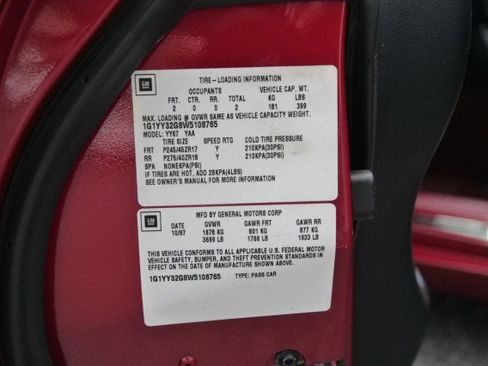 GM
TIRE-LOADING INFORMATION
OCCUPANTS VEHICLE CAP. WT.
FRT. CTR. RR. TOTAL KG LBS
2 0 0 2 181 399
MAX. LOADING @ GVWR SAME AS VEHICLE CAPACITY WEIGHT.
1G1YY32G8W5108765
MODEL: YY67 YAA
TIRE SIZE SPEED RTG COLD TIRE PRESSURE
FRT P245/45ZR17 Y 210KPA(30PSI)
RR P275/40ZR18 Y 210KPA(30PSI)
SPA NONEKPA(PSI)
IF TIRES ARE HOT, ADD 28KPA(4LBS)
SEE OWNER'S MANUAL FOR MORE INFORMATION
GM
MFD BY GENERAL MOTORS CORP
DATE GVWR GAWR FRT GAWR RR
10/97 1678 KG 801 KG 877 KG
3699 LB 1766 LB 1933 LB
THIS VEHICLE CONFORMS TO ALL APPLICABLE U.S. FEDERAL MOTOR
VEHICLE SAFETY, BUMPER, AND THEFT PREVENTION STANDARDS IN
EFFECT ON THE DATE OF MANUFACTURE SHOWN ABOVE.
1G1YY32G8W5108765 TYPE: PASS CAR